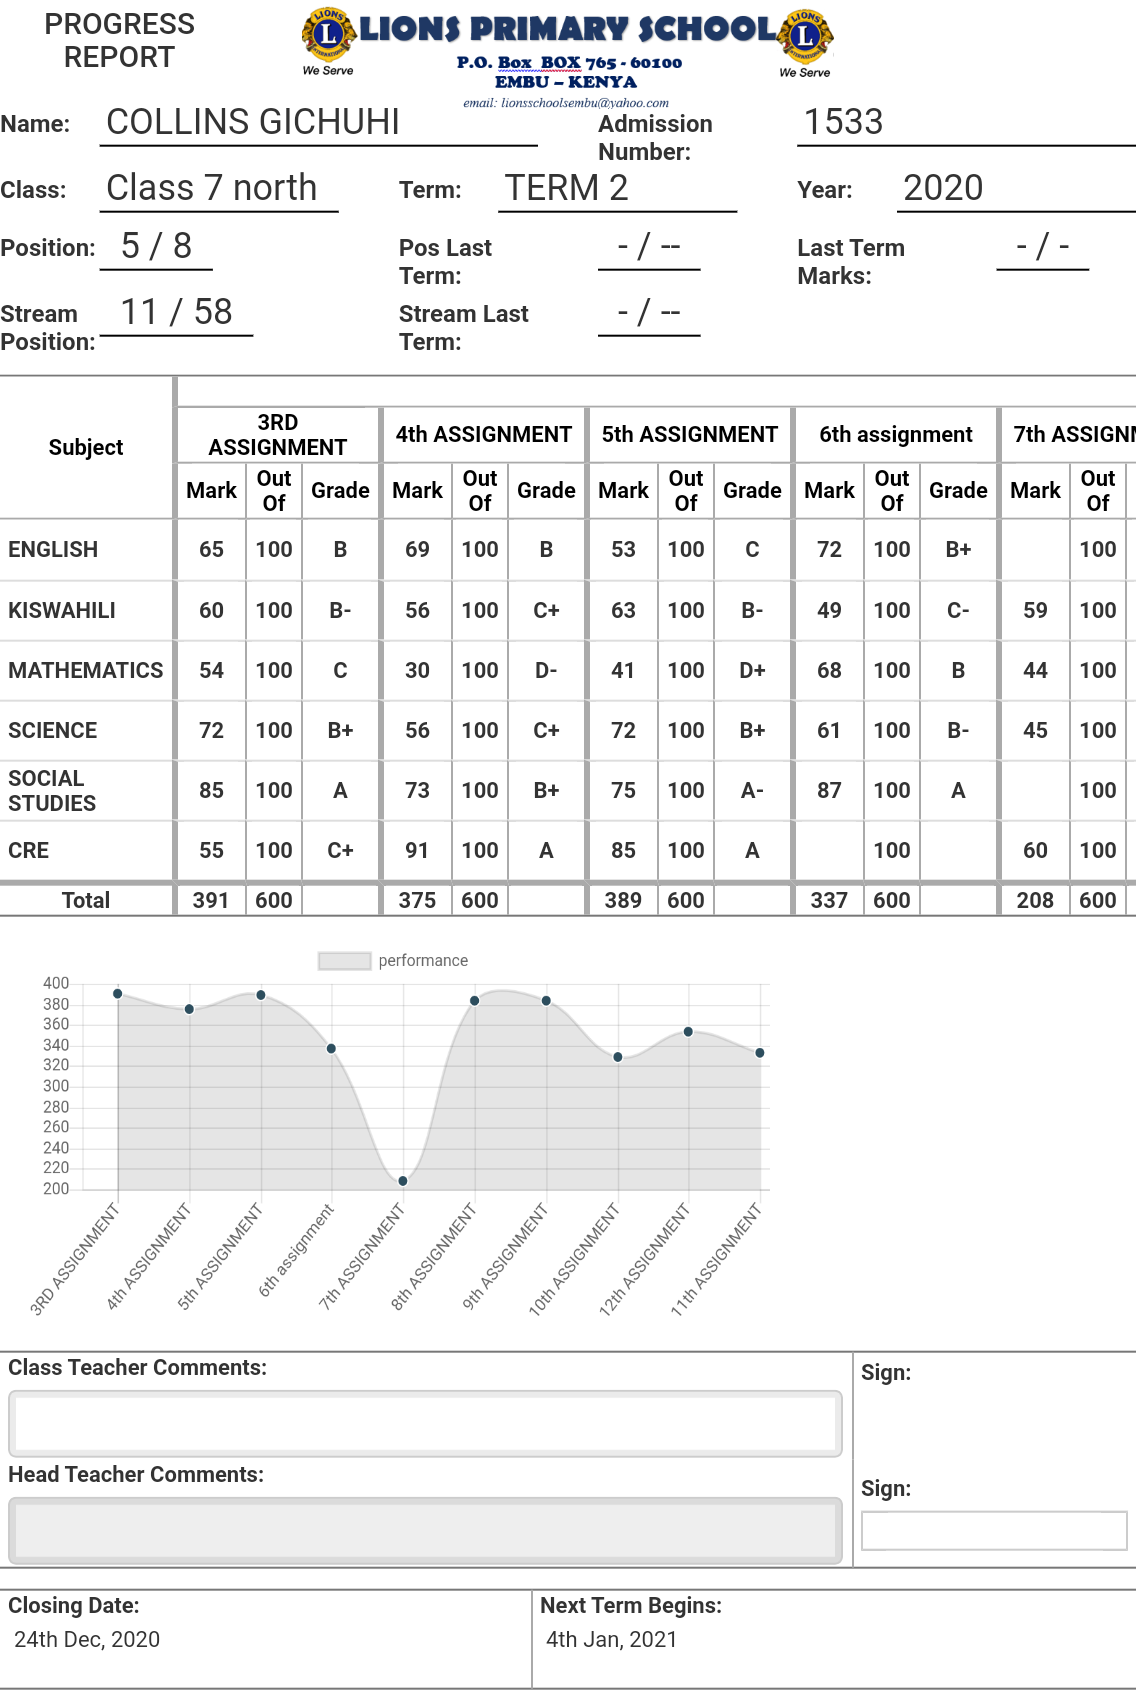 PROGRESS
REPORT
LIONS PRIMARY SCHOOL
P.O. Box BOX 765 - 60100
EMBU – KENYA
email: lionsschoolsembu@yahoo.com
We Serve
We Serve
Name: COLLINS GICHUHI Admission Number: 1533
Class: Class 7 north Term: TERM 2 Year: 2020
Position: 5 / 8 Pos Last Term: - / -- Last Term Marks: - / -
Stream Position: 11 / 58 Stream Last Term: - / --
Subject 3RD ASSIGNMENT 4th ASSIGNMENT 5th ASSIGNMENT 6th assignment 7th ASSIGN
Mark Out Of Grade Mark Out Of Grade Mark Out Of Grade Mark Out Of Grade Mark Out Of
ENGLISH 65 100 B 69 100 B 53 100 C 72 100 B+ 100
KISWAHILI 60 100 B- 56 100 C+ 63 100 B- 49 100 C- 59 100
MATHEMATICS 54 100 C 30 100 D- 41 100 D+ 68 100 B 44 100
SCIENCE 72 100 B+ 56 100 C+ 72 100 B+ 61 100 B- 45 100
SOCIAL STUDIES 85 100 A 73 100 B+ 75 100 A- 87 100 A 100
CRE 55 100 C+ 91 100 A 85 100 A 100 60 100
Total 391 600 375 600 389 600 337 600 208 600
performance
400
380
360
340
320
300
280
260
240
220
200
3RD ASSIGNMENT 4th ASSIGNMENT 5th ASSIGNMENT 6th assignment 7th ASSIGNMENT 8th ASSIGNMENT 9th ASSIGNMENT 10th ASSIGNMENT 12th ASSIGNMENT 11th ASSIGNMENT
Class Teacher Comments: Sign:
Head Teacher Comments: Sign:
Closing Date: Next Term Begins:
24th Dec, 2020 4th Jan, 2021